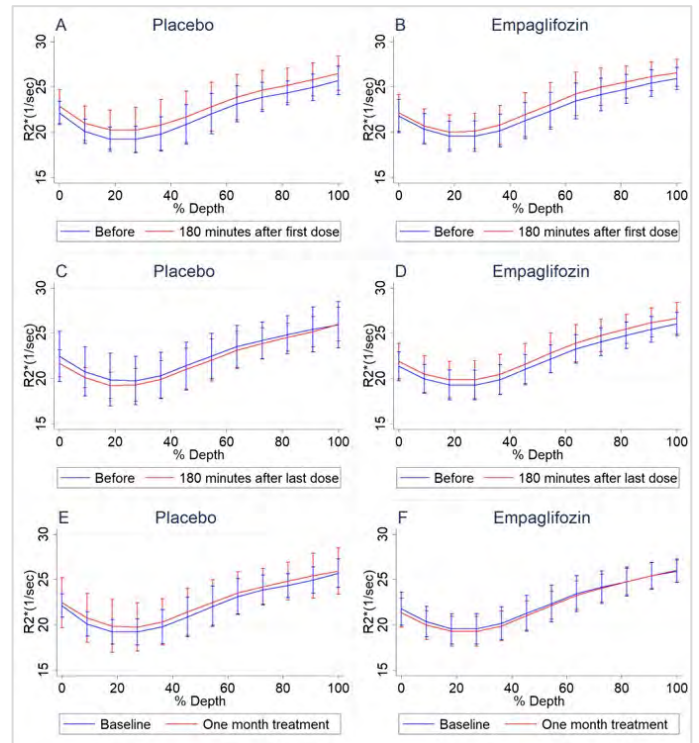 A Placebo
30
25
20
15
R2*(1/sec)
0 20 40 60 80 100
% Depth
Before 180 minutes after first dose
B Empaglifozin
30
25
20
15
R2*(1/sec)
0 20 40 60 80 100
% Depth
Before 180 minutes after first dose
C Placebo
30
25
20
15
R2*(1/sec)
0 20 40 60 80 100
% Depth
Before 180 minutes after last dose
D Empaglifozin
30
25
20
15
R2*(1/sec)
0 20 40 60 80 100
% Depth
Before 180 minutes after last dose
E Placebo
30
25
20
15
R2*(1/sec)
0 20 40 60 80 100
% Depth
Baseline One month treatment
F Empaglifozin
30
25
20
15
R2*(1/sec)
0 20 40 60 80 100
% Depth
Baseline One month treatment